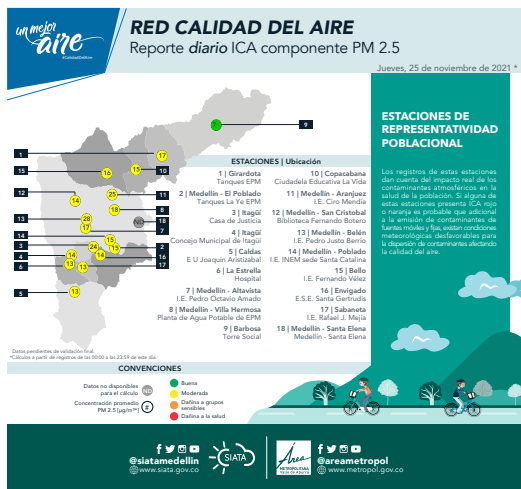 un mejor
aire
#CalidadDelAire
RED CALIDAD DEL AIRE
Reporte diario ICA componente PM 2.5
Jueves, 25 de noviembre de 2021 *
7
9
1
15
12
13
14
3
4
6
5
17
16
15
25
14
18
28
17
ND
15
24
15
14
14
13
13
13
10
11
8
18
7
2
16
17
ESTACIONES | Ubicación
1 | Girardota
Tanques EPM
2 | Medellín - El Poblado
Tanques La Ye EPM
3 | Itagüí
Casa de Justicia
4 | Itagüí
Concejo Municipal de Itagüí
5 | Caldas
E U Joaquín Aristizabal
6 | La Estrella
Hospital
7 | Medellín - Altavista
I.E. Pedro Octavio Amado
8 | Medellín - Villa Hermosa
Planta de Agua Potable de EPM
9 | Barbosa
Torre Social
10 | Copacabana
Ciudadela Educativa La Vida
11 | Medellín - Aranjuez
I.E. Ciro Mendía
12 | Medellín - San Cristobal
Biblioteca Fernando Botero
13 | Medellín - Belén
I.E. Pedro Justo Berrio
14 | Medellín - Poblado
I.E. INEM sede Santa Catalina
15 | Bello
I.E. Fernando Vélez
16 | Envigado
E.S.E. Santa Gertrudis
17 | Sabaneta
I.E. Rafael J. Mejía
18 | Medellín - Santa Elena
Medellín - Santa Elena
ESTACIONES DE
REPRESENTATIVIDAD
POBLACIONAL
Los registros de estas estaciones
dan cuenta del impacto real de los
contaminantes atmosféricos en la
salud de la población. Si alguna de
estas estaciones presenta ICA rojo
o naranja es probable que adicional
a la emisión de contaminantes de
fuentes móviles y fijas, existan condiciones
meteorológicas desfavorables para
la dispersión de contaminantes afectando
la calidad del aire.
Datos pendientes de validación final.
*Cálculos a partir de registros de las 00:00 a las 23:59 de este día.
CONVENCIONES
Datos no disponibles
para el cálculo
ND
Concentración promedio
PM 2.5 [µg/m³]
#
Buena
Moderada
Dañina a grupos
sensibles
Dañina a la salud
@siatamedellin
www.siata.gov.co
SIATA
Área
METROPOLITANA
Valle de Aburrá
@areametropol
www.metropol.gov.co